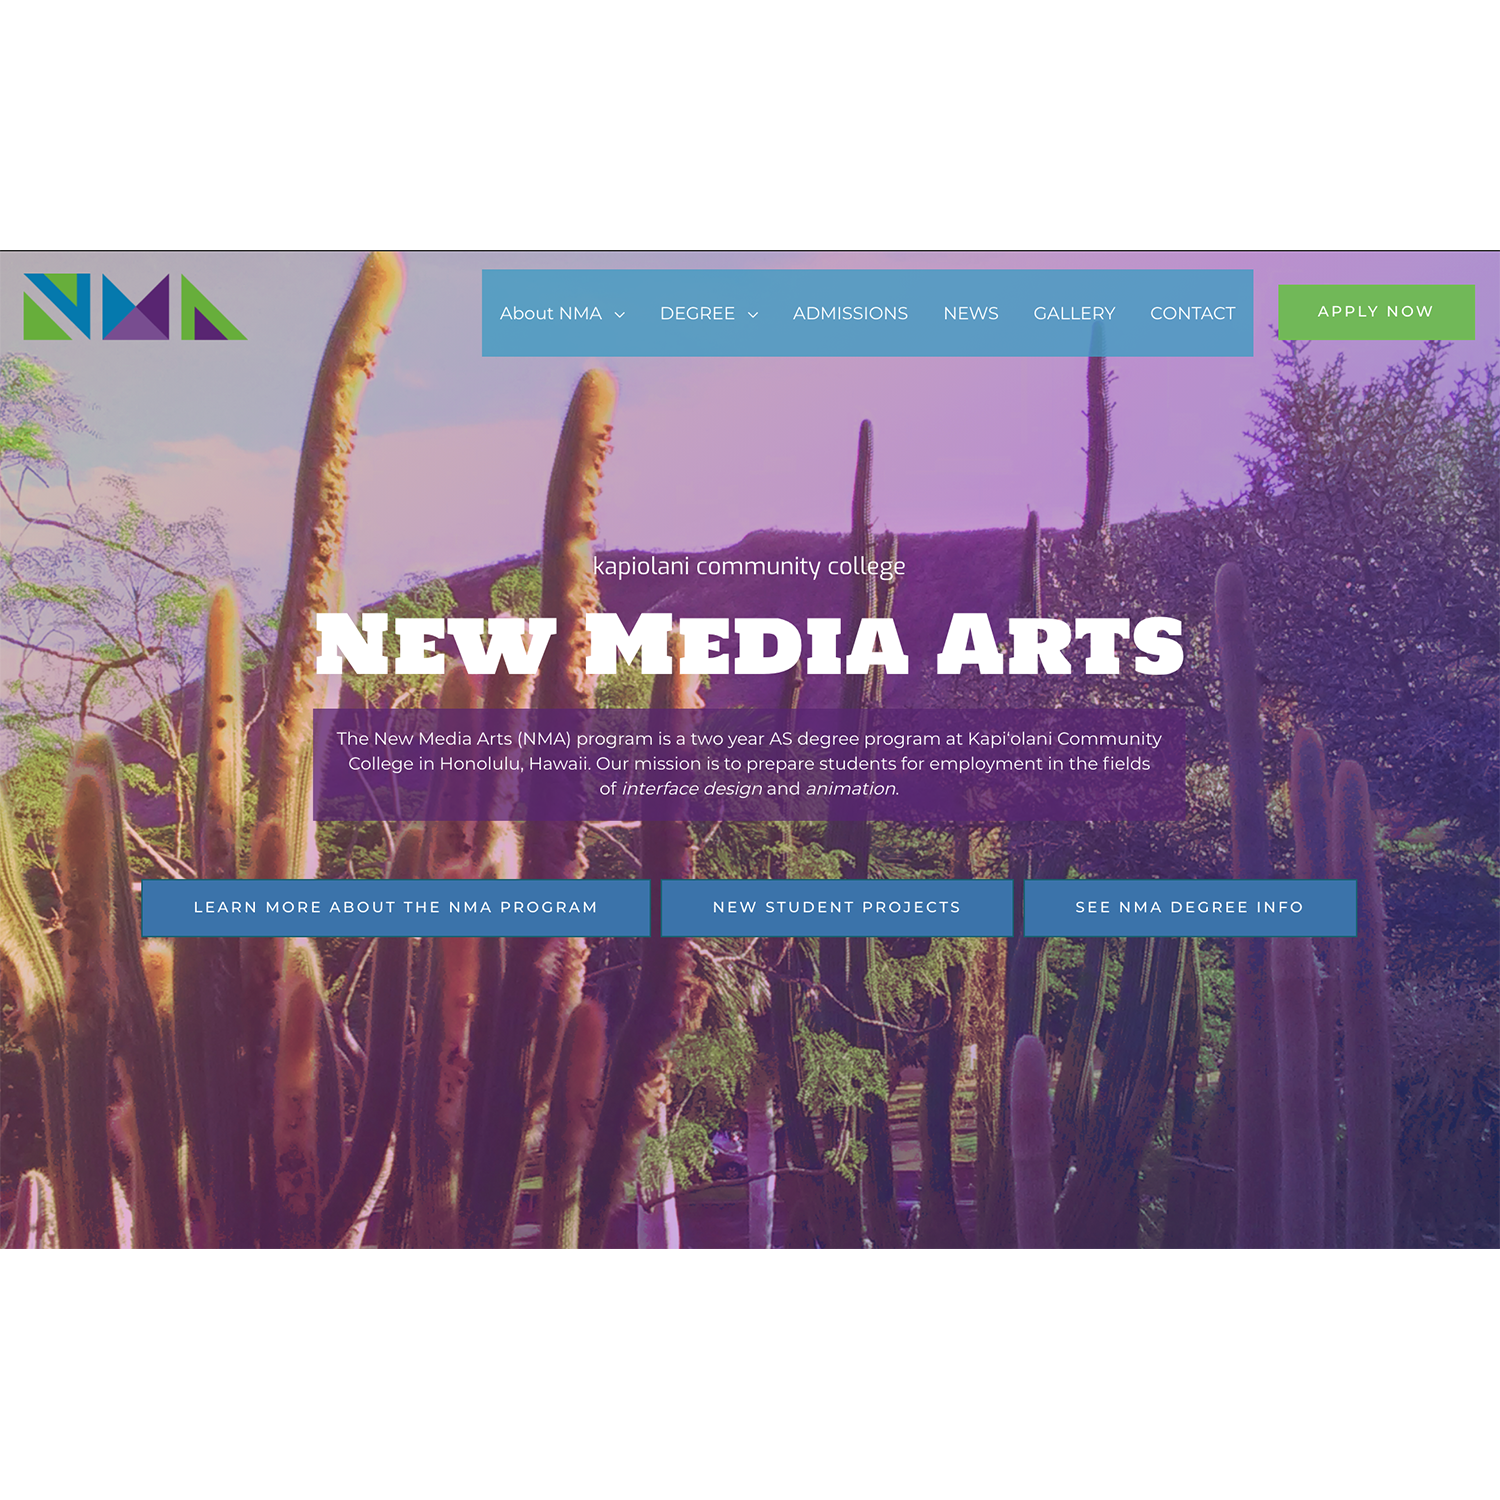 NMA
About NMA
DEGREE
ADMISSIONS
NEWS
GALLERY
CONTACT
APPLY NOW
kapiolani community college
New Media Arts
The New Media Arts (NMA) program is a two year AS degree program at Kapiʻolani Community
College in Honolulu, Hawaii. Our mission is to prepare students for employment in the fields
of interface design and animation.
LEARN MORE ABOUT THE NMA PROGRAM
NEW STUDENT PROJECTS
SEE NMA DEGREE INFO